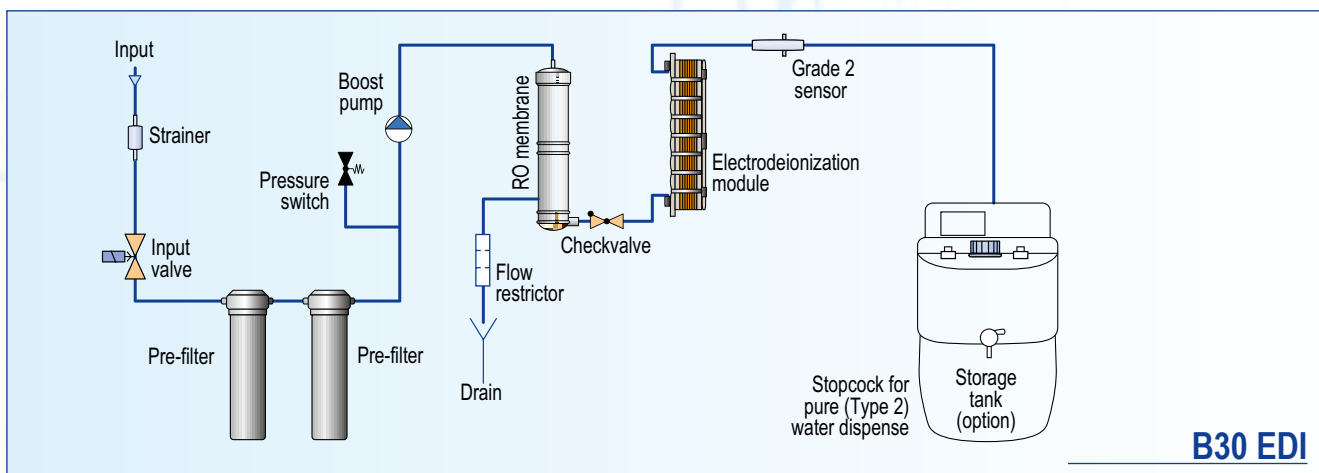 Input
Strainer
Input
valve
Pre-filter
Pre-filter
Pressure
switch
Boost
pump
RO membrane
Flow
restrictor
Drain
Checkvalve
Electrodeionization
module
Grade 2
sensor
Stopcock for
pure (Type 2)
water dispense
Storage
tank
(option)
B30 EDI